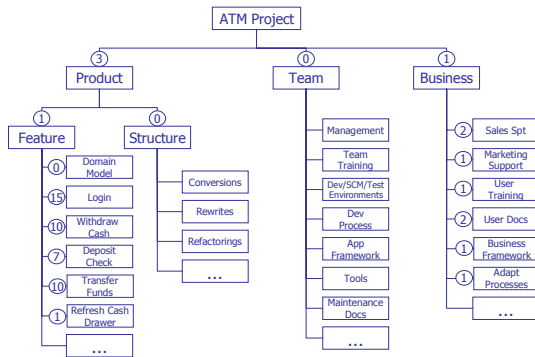 ATM Project
3
0
1
Product
Team
Business
1
0
Feature
Structure
0
Domain
Model
15
Login
10
Withdraw
Cash
7
Deposit
Check
10
Transfer
Funds
1
Refresh Cash
Drawer
...
Conversions
Rewrites
Refactorings
...
Management
Team
Training
Dev/SCM/Test
Environments
Dev
Process
App
Framework
Tools
Maintenance
Docs
...
2
Sales Spt
1
Marketing
Support
1
User
Training
2
User Docs
1
Business
Framework
1
Adapt
Processes
...